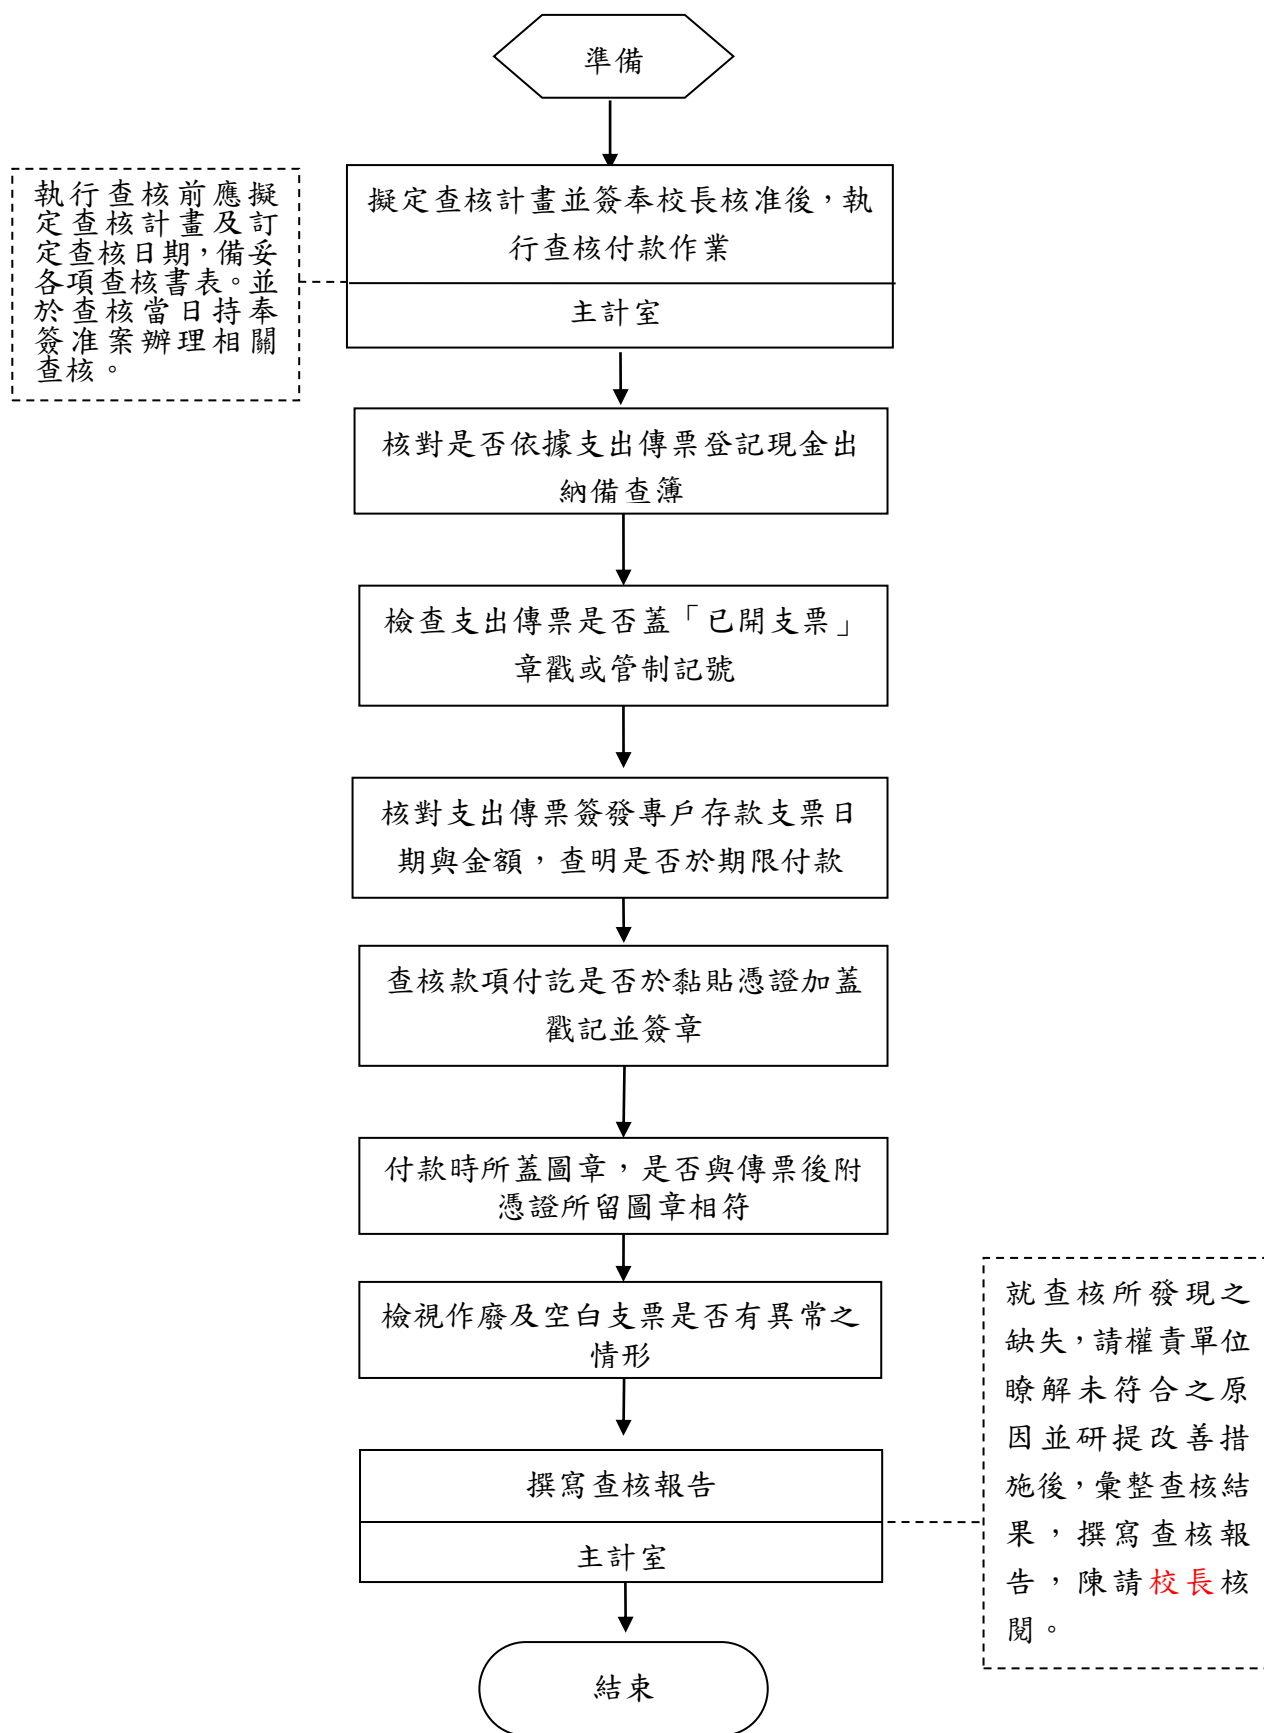 準備
擬定查核計畫並簽奉校長核准後，執
行查核付款作業
主計室
執行查核前應擬
定查核計畫及訂
定查核日期，備妥
各項查核書表。並
於查核當日持奉
簽准案辦理相關
查核。
核對是否依據支出傳票登記現金出
納備查簿
檢查支出傳票是否蓋「已開支票」
章戳或管制記號
核對支出傳票簽發專戶存款支票日
期與金額，查明是否於期限付款
查核款項付訖是否於黏貼憑證加蓋
戳記並簽章
付款時所蓋圖章，是否與傳票後附
憑證所留圖章相符
檢視作廢及空白支票是否有異常之
情形
撰寫查核報告
主計室
就查核所發現之
缺失，請權責單位
瞭解未符合之原
因並研提改善措
施後，彙整查核結
果，撰寫查核報
告，陳請校長核
閱。
結束